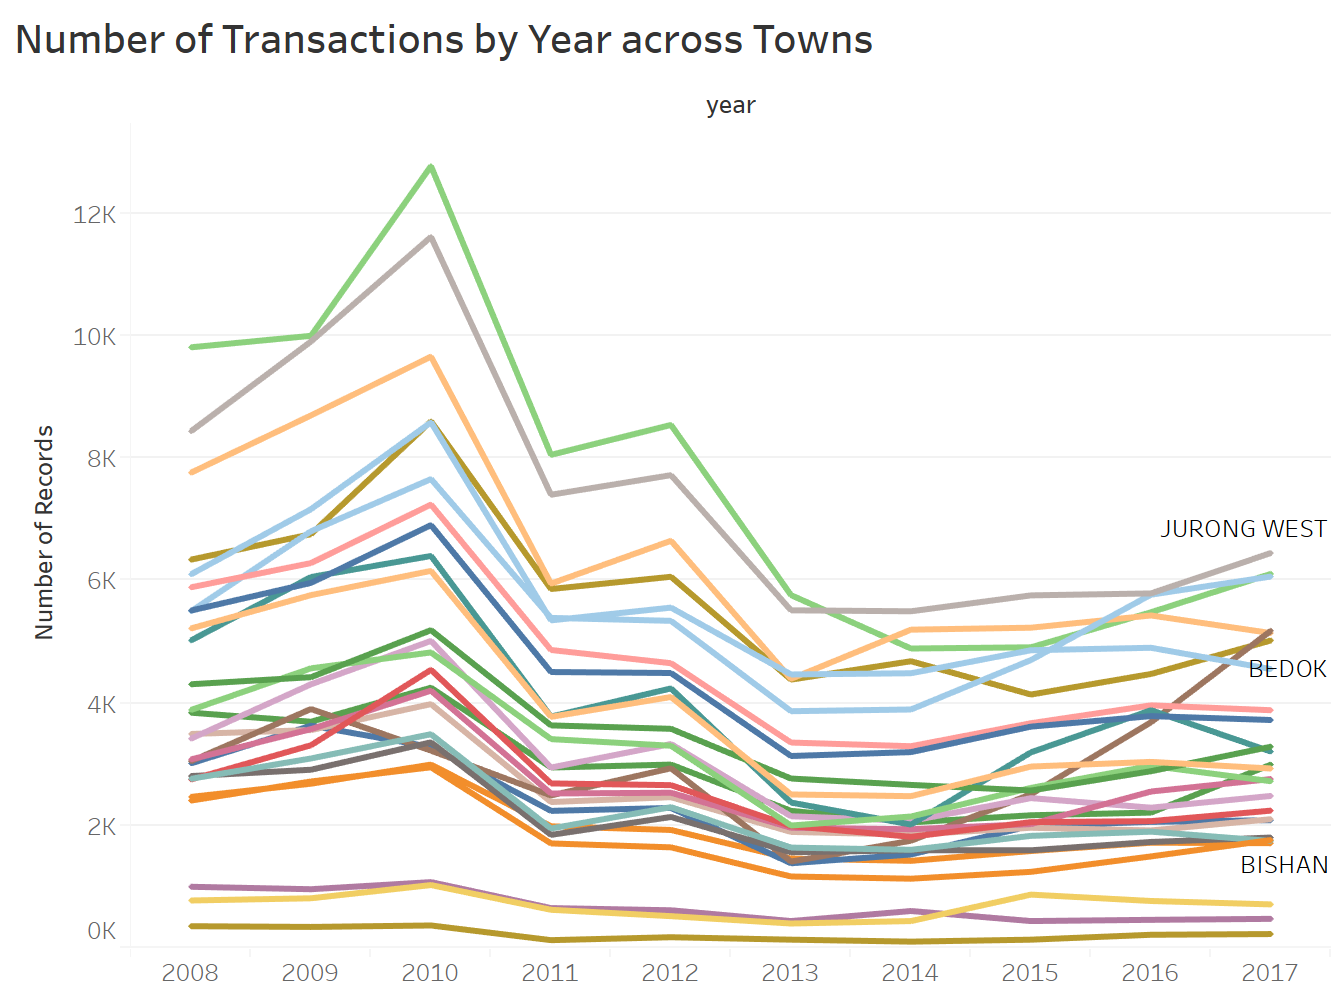 Number of Transactions by Year across Towns
year
Number of Records
12K
10K
8K
6K
4K
2K
0K
JURONG WEST
BEDOK
BISHAN
2008 2009 2010 2011 2012 2013 2014 2015 2016 2017